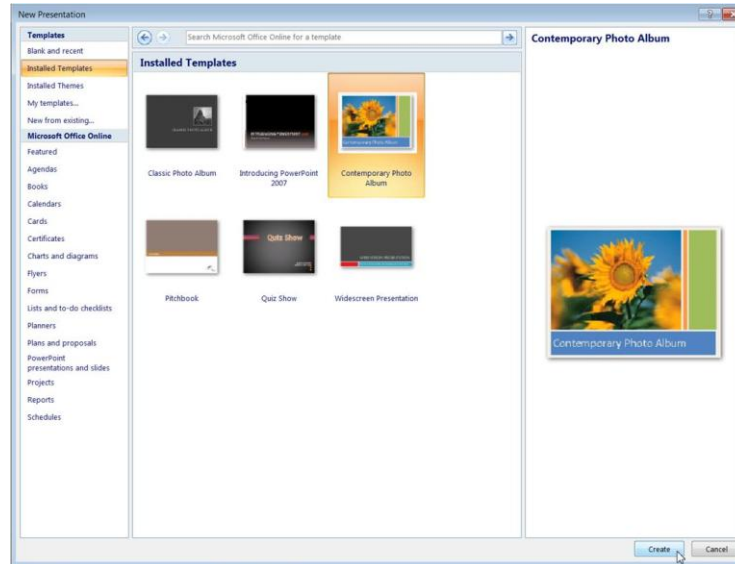 New Presentation
Templates
Blank and recent
Installed Templates
Installed Themes
My templates...
New from existing...
Microsoft Office Online
Featured
Agendas
Books
Calendars
Cards
Certificates
Charts and diagrams
Flyers
Forms
Lists and to-do checklists
Planners
Plans and proposals
PowerPoint
presentations and slides
Projects
Reports
Schedules
Search Microsoft Office Online for a template
Installed Templates
Classic Photo Album
Introducing PowerPoint
2007
Contemporary Photo Album
Contemporary Photo
Album
Quiz Show
Pitchbook
Quiz Show
Widescreen Presentation
Contemporary Photo Album
Contemporary Photo Album
Create
Cancel